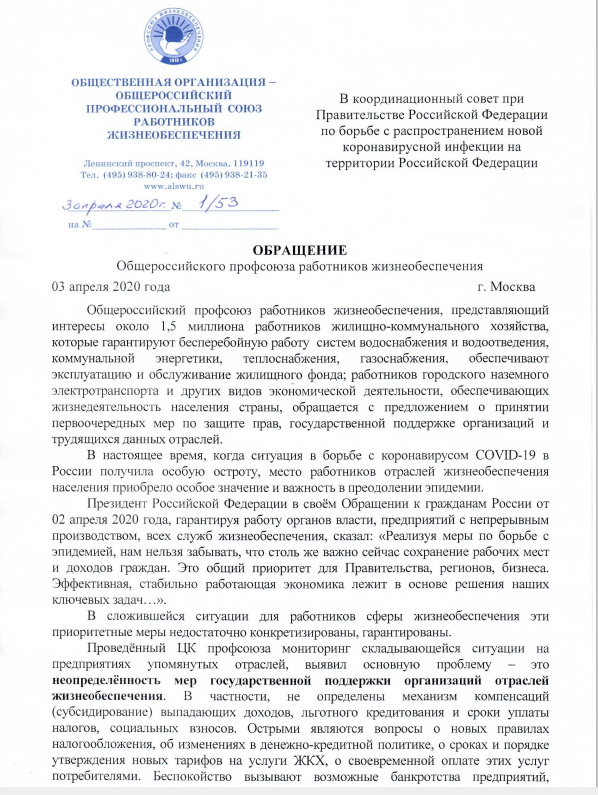 ПРОФСОЮЗ ЖИЗНЕОБЕСПЕЧЕНИЯ
ОБЩЕСТВЕННАЯ ОРГАНИЗАЦИЯ –
ОБЩЕРОССИЙСКИЙ
ПРОФЕССИОНАЛЬНЫЙ СОЮЗ
РАБОТНИКОВ
ЖИЗНЕОБЕСПЕЧЕНИЯ
Ленинский проспект, 42, Москва, 119119
Тел. (495) 938-80-24; факс (495) 938-21-35
www.alswu.ru
3 апреля 2020 г. № 1/53
на №____________ от ________________
В координационный совет при
Правительстве Российской Федерации
по борьбе с распространением новой
коронавирусной инфекции на
территории Российской Федерации
ОБРАЩЕНИЕ
Общероссийского профсоюза работников жизнеобеспечения
03 апреля 2020 года г. Москва
Общероссийский профсоюз работников жизнеобеспечения, представляющий
интересы около 1,5 миллиона работников жилищно-коммунального хозяйства,
которые гарантируют бесперебойную работу систем водоснабжения и водоотведения,
коммунальной энергетики, теплоснабжения, газоснабжения, обеспечивают
эксплуатацию и обслуживание жилищного фонда; работников городского наземного
электротранспорта и других видов экономической деятельности, обеспечивающих
жизнедеятельность населения страны, обращается с предложением о принятии
первоочередных мер по защите прав, государственной поддержке организаций и
трудящихся данных отраслей.
В настоящее время, когда ситуация в борьбе с коронавирусом COVID-19 в
России получила особую остроту, место работников отраслей жизнеобеспечения
населения приобрело особое значение и важность в преодолении эпидемии.
Президент Российской Федерации в своём Обращении к гражданам России от
02 апреля 2020 года, гарантируя работу органов власти, предприятий с непрерывным
производством, всех служб жизнеобеспечения, сказал: «Реализуя меры по борьбе с
эпидемией, нам нельзя забывать, что столь же важно сейчас сохранение рабочих мест
и доходов граждан. Это общий приоритет для Правительства, регионов, бизнеса.
Эффективная, стабильно работающая экономика лежит в основе решения наших
ключевых задач…».
В сложившейся ситуации для работников сферы жизнеобеспечения эти
приоритетные меры недостаточно конкретизированы, гарантированы.
Проведённый ЦК профсоюза мониторинг складывающейся ситуации на
предприятиях упомянутых отраслей, выявил основную проблему – это
неопределённость мер государственной поддержки организаций отраслей
жизнеобеспечения. В частности, не определены механизм компенсаций
(субсидирование) выпадающих доходов, льготного кредитования и сроки уплаты
налогов, социальных взносов. Острыми являются вопросы о новых правилах
налогообложения, об изменениях в денежно-кредитной политике, о сроках и порядке
утверждения новых тарифов на услуги ЖКХ, о своевременной оплате этих услуг
потребителями. Беспокойство вызывают возможные банкротства предприятий,